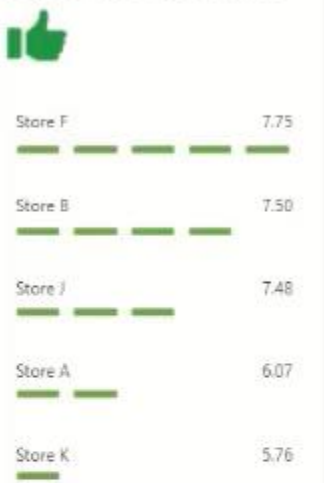 Store F 7.75
Store B 7.50
Store J 7.48
Store A 6.07
Store K 5.76